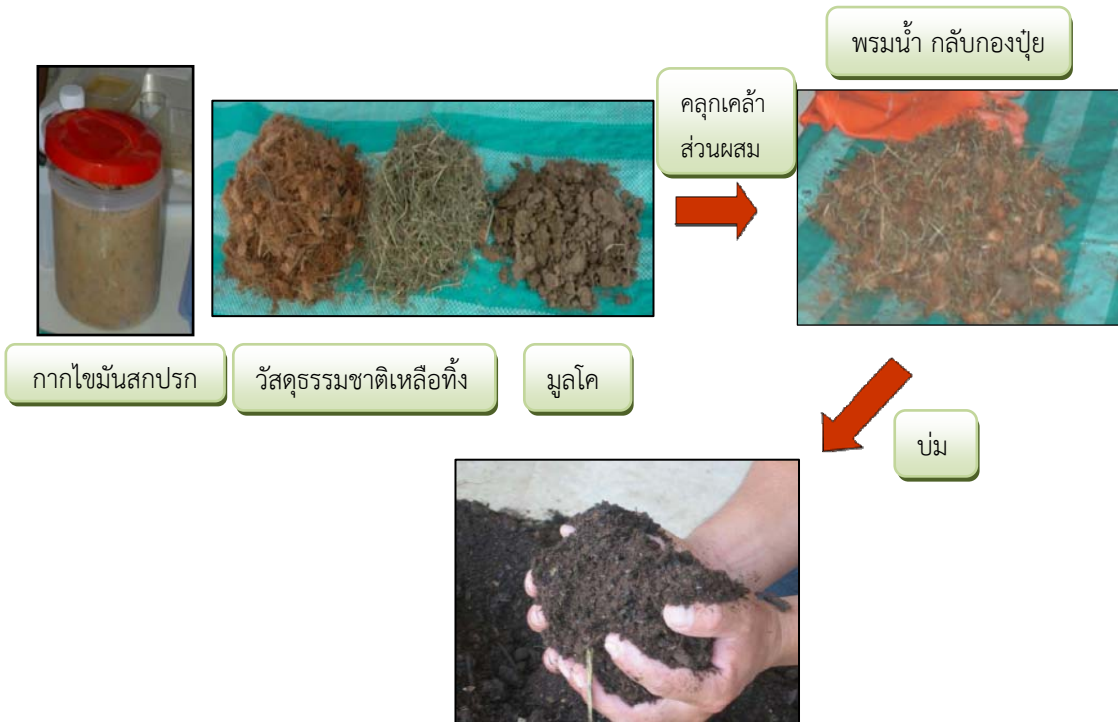 พรมน้ำ กลับกองปุ๋ย
คลุกเคล้า
ส่วนผสม
กากไขมันสกปรก
วัสดุธรรมชาติเหลือทิ้ง
มูลโค
บ่ม